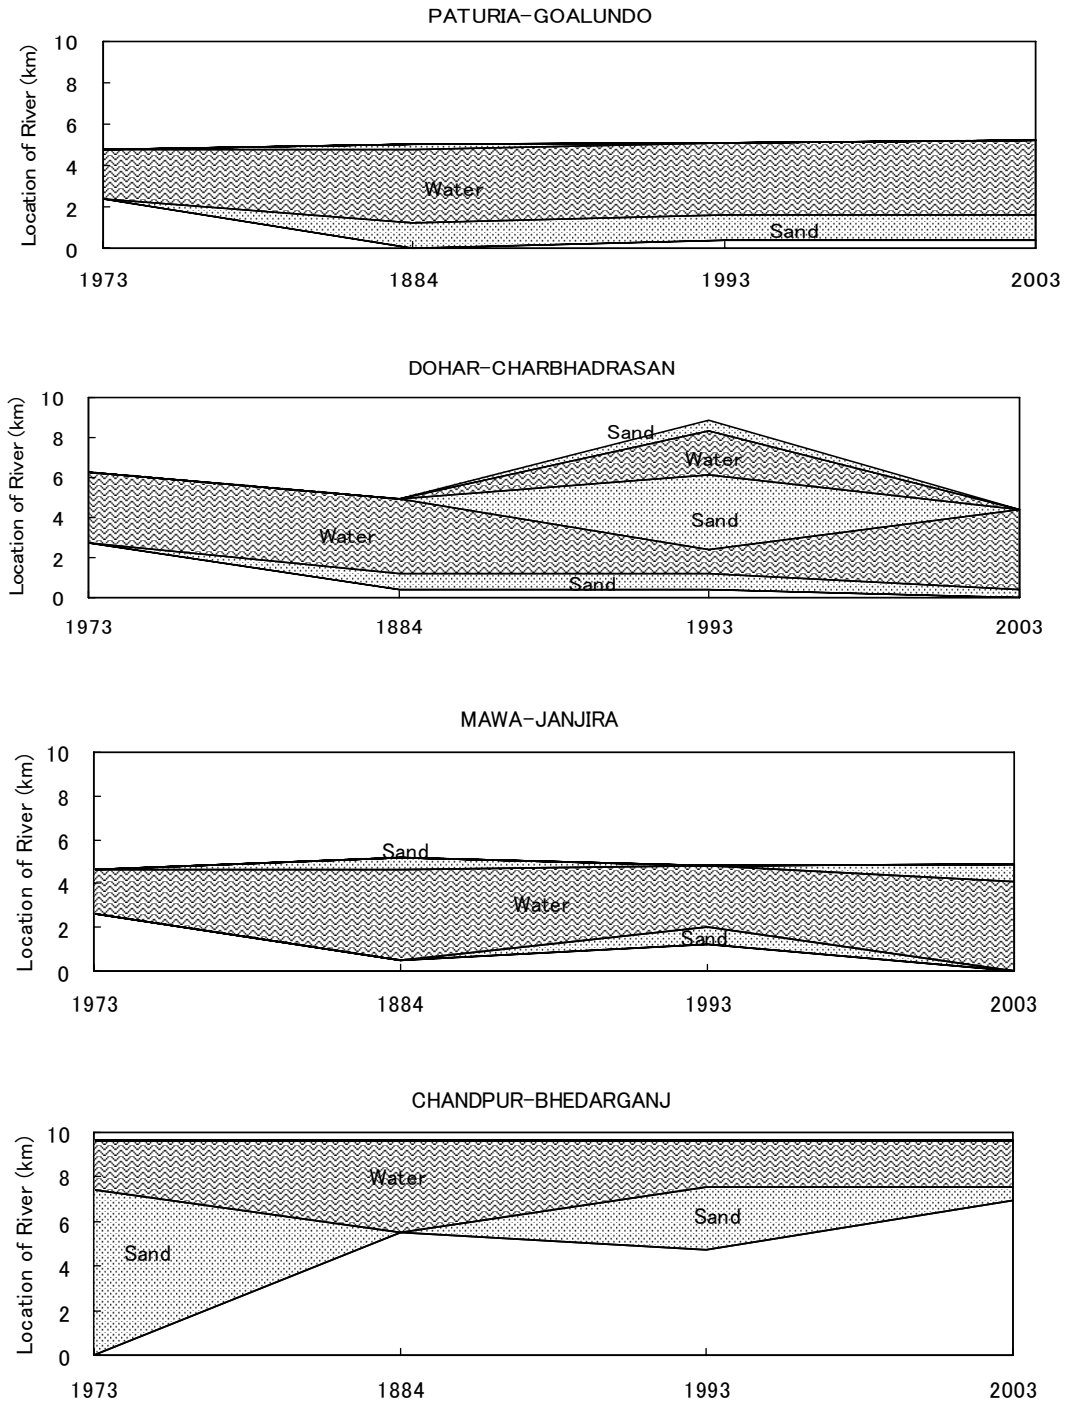 PATURIA-GOALUNDO
Location of River (km)
10
8
6
4
2
0
Water
Sand
1973 1884 1993 2003
DOHAR-CHARBHADRASAN
Location of River (km)
10
8
6
4
2
0
Sand
Water
Sand
Water
Sand
1973 1884 1993 2003
MAWA-JANJIRA
Location of River (km)
10
8
6
4
2
0
Sand
Water
Sand
1973 1884 1993 2003
CHANDPUR-BHEDARGANJ
Location of River (km)
10
8
6
4
2
0
Water
Sand
Sand
1973 1884 1993 2003